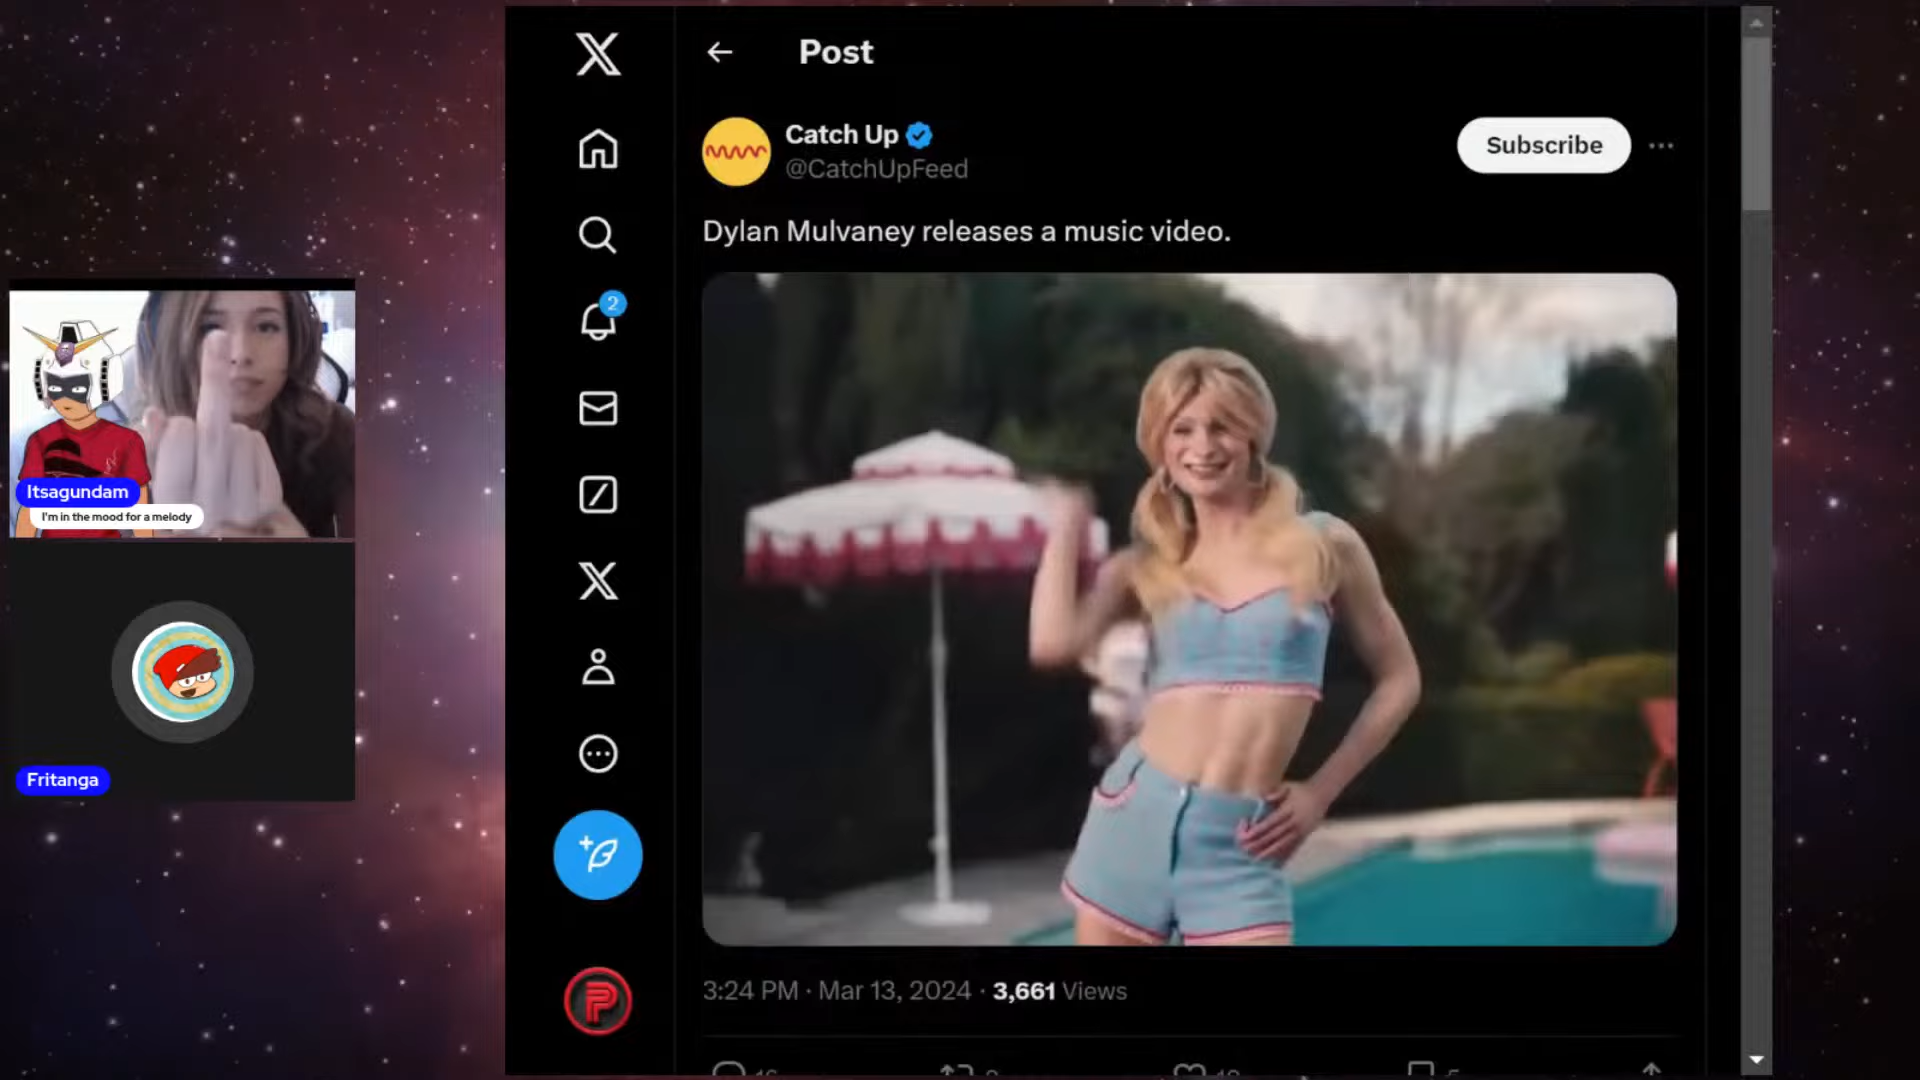 Post
Catch Up
@CatchUpFeed
Subscribe
Dylan Mulvaney releases a music video.
2
Itsagundam
I'm in the mood for a melody
Fritanga
3:24 PM · Mar 13, 2024 · 3,661 Views